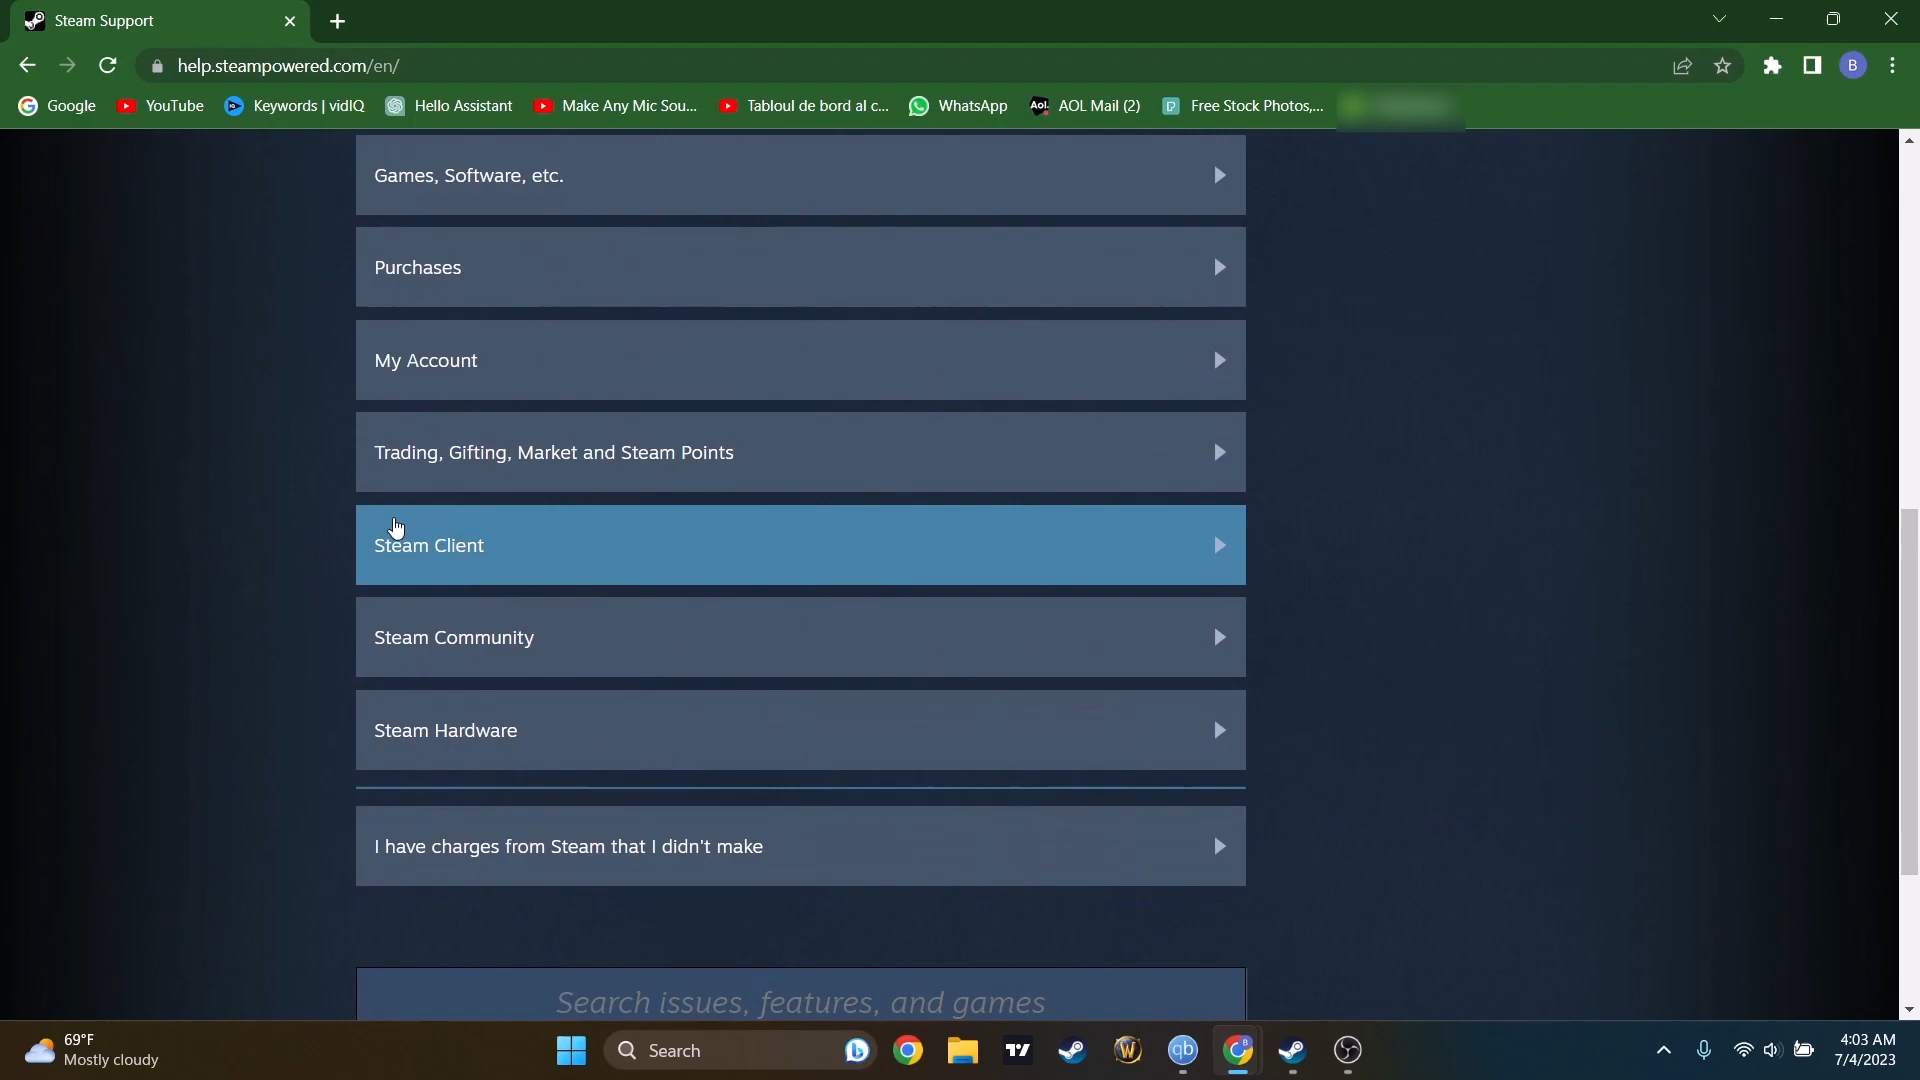 Steam Support
help.steampowered.com/en/
B
Google
YouTube
Keywords | vidIQ
Hello Assistant
Make Any Mic Sou...
Tabloul de bord al c...
WhatsApp
Aol.
AOL Mail (2)
Free Stock Photos,...
Games, Software, etc.
Purchases
My Account
Trading, Gifting, Market and Steam Points
Steam Client
Steam Community
Steam Hardware
I have charges from Steam that I didn't make
Search issues, features, and games
69°F
Mostly cloudy
Search
qb
B
4:03 AM
7/4/2023